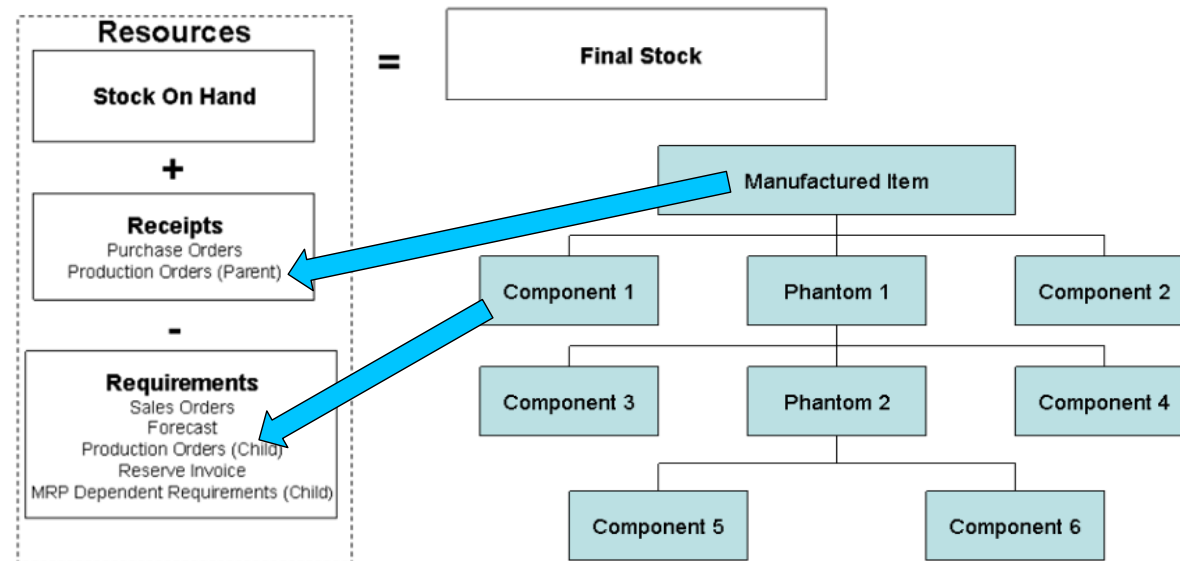 Resources
Stock On Hand
=
Final Stock
+
Receipts
Purchase Orders
Production Orders (Parent)
-
Requirements
Sales Orders
Forecast
Production Orders (Child)
Reserve Invoice
MRP Dependent Requirements (Child)
Manufactured Item
Component 1
Phantom 1
Component 2
Component 3
Phantom 2
Component 4
Component 5
Component 6